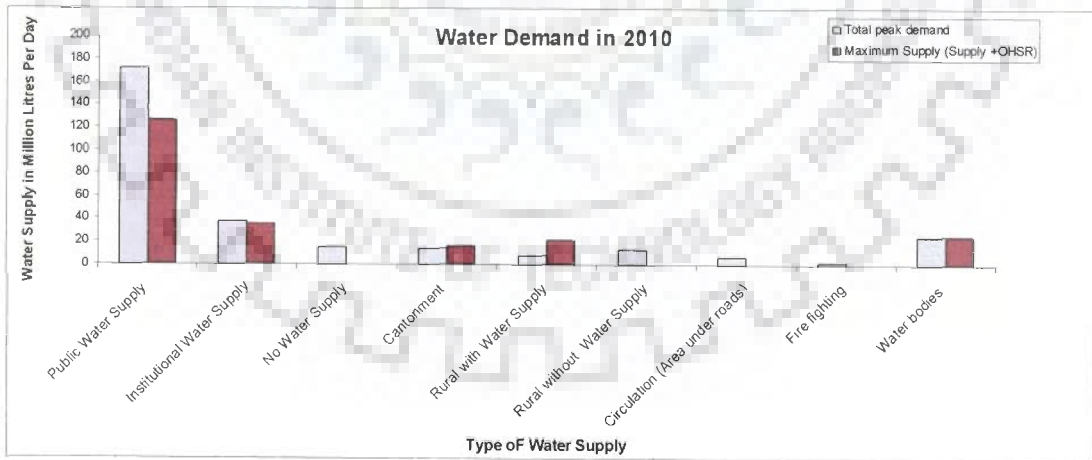 Water Demand in 2010
Total peak demand
Maximum Supply (Supply +OHSR)
Water Supply in Million Litres Per Day
200
180
160
140
120
100
80
60
40
20
0
Public Water Supply
Institutional Water Supply
No Water Supply
Cantonment
Rural with Water Supply
Rural without Water Supply
Circulation (Area under roads)
Fire fighting
Water bodies
Type oF Water Supply